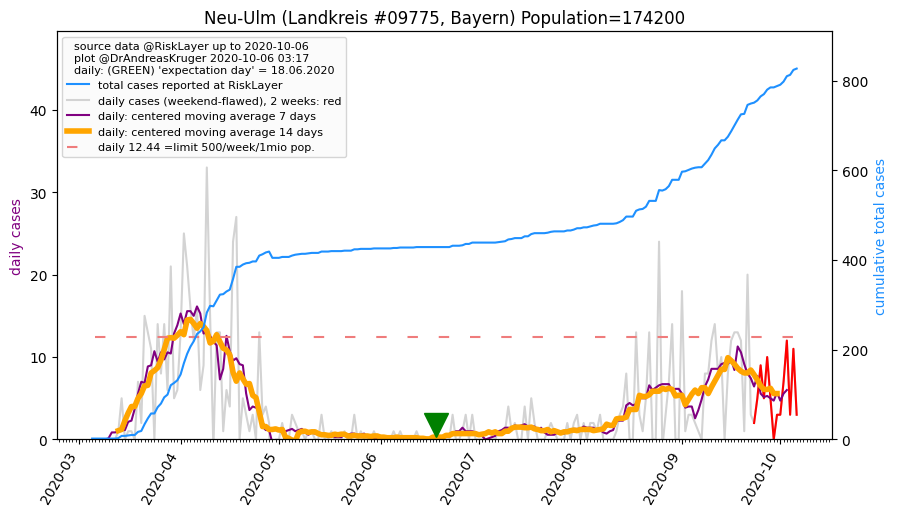 Neu-Ulm (Landkreis #09775, Bayern) Population=174200
source data @RiskLayer up to 2020-10-06
plot @DrAndreasKruger 2020-10-06 03:17
daily: (GREEN) 'expectation day' = 18.06.2020
total cases reported at RiskLayer
daily cases (weekend-flawed), 2 weeks: red
daily: centered moving average 7 days
daily: centered moving average 14 days
daily 12.44 =limit 500/week/1mio pop.
daily cases
40
30
20
10
0
cumulative total cases
800
600
400
200
0
2020-03
2020-04
2020-05
2020-06
2020-07
2020-08
2020-09
2020-10